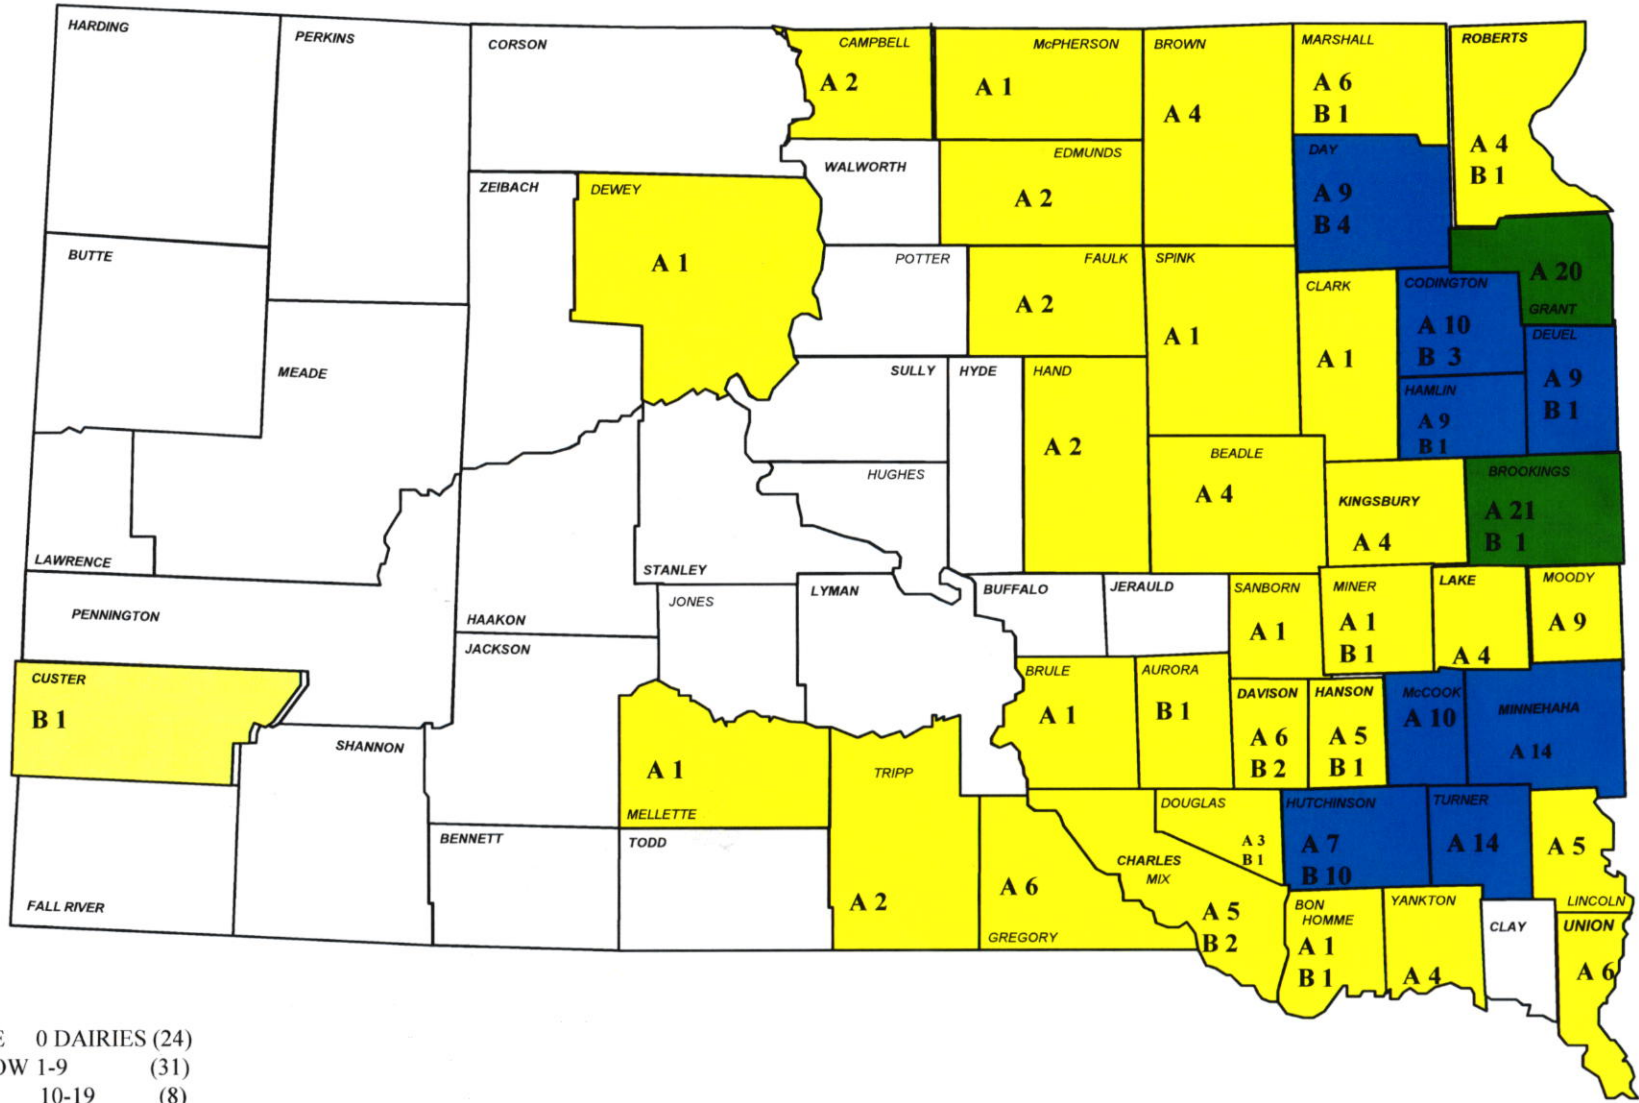 HARDING
PERKINS
CORSON
CAMPBELL
A 2
McPHERSON
A 1
BROWN
A 4
MARSHALL
A 6
B 1
ROBERTS
A 4
B 1
WALWORTH
EDMUNDS
A 2
DAY
A 9
B 4
ZEIBACH
DEWEY
A 1
BUTTE
POTTER
FAULK
A 2
SPINK
A 1
CLARK
A 1
CODINGTON
A 10
B 3
A 20
GRANT
DEUEL
A 9
B 1
HAMLIN
A 9
B 1
MEADE
SULLY
HYDE
HAND
A 2
BEADLE
A 4
HUGHES
KINGSBURY
A 4
BROOKINGS
A 21
B 1
LAWRENCE
STANLEY
PENNINGTON
HAAKON
JONES
LYMAN
BUFFALO
JERAULD
SANBORN
A 1
MINER
A 1
B 1
LAKE
A 4
MOODY
A 9
CUSTER
B 1
JACKSON
BRULE
A 1
AURORA
B 1
DAVISON
A 6
B 2
HANSON
A 5
B 1
McCOOK
A 10
MINNEHAHA
A 14
SHANNON
A 1
MELLETTE
TRIPP
A 2
DOUGLAS
A 3
B 1
HUTCHINSON
A 7
B 10
TURNER
A 14
A 5
LINCOLN
FALL RIVER
BENNETT
TODD
A 6
GREGORY
CHARLES
MIX
A 5
B 2
BON
HOMME
A 1
B 1
YANKTON
A 4
CLAY
UNION
A 6
E 0 DAIRIES (24)
OW 1-9 (31)
10-19 (8)